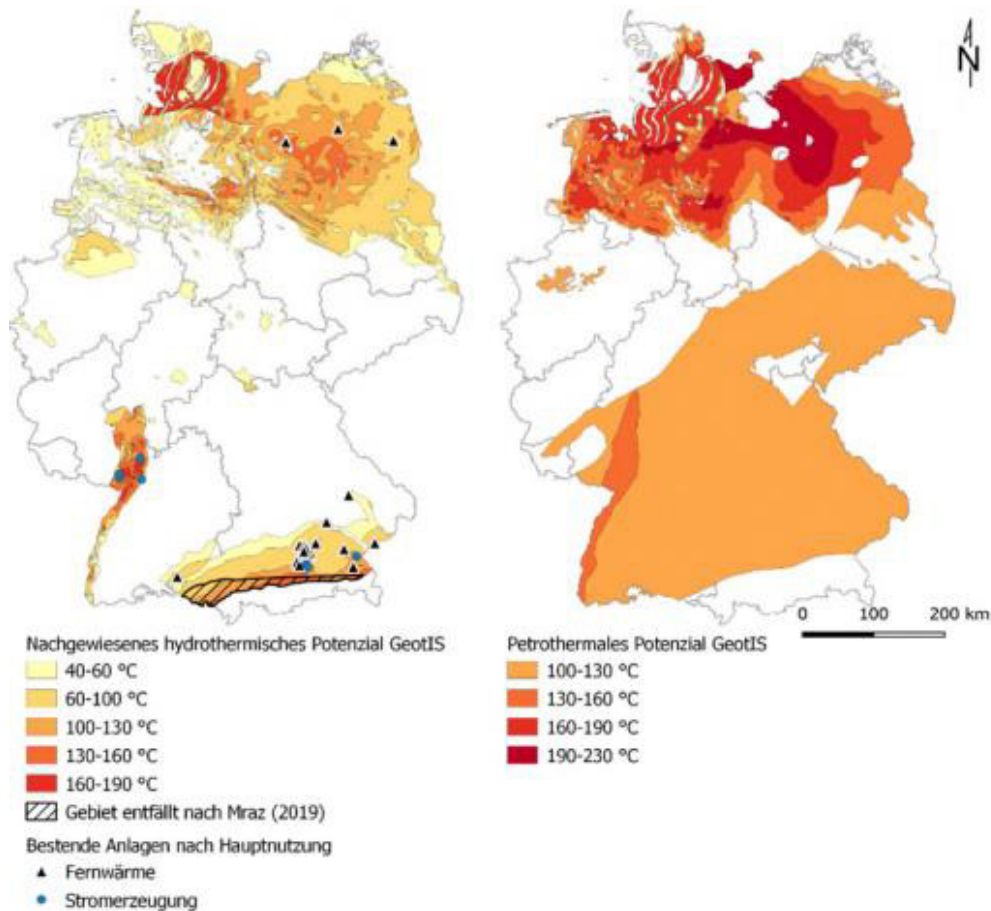 N
0 100 200 km
Nachgewiesenes hydrothermisches Potenzial GeotIS
40-60 °C
60-100 °C
100-130 °C
130-160 °C
160-190 °C
Gebiet entfällt nach Mraz (2019)
Bestende Anlagen nach Hauptnutzung
Fernwärme
Stromerzeugung
Petrothermales Potenzial GeotIS
100-130 °C
130-160 °C
160-190 °C
190-230 °C